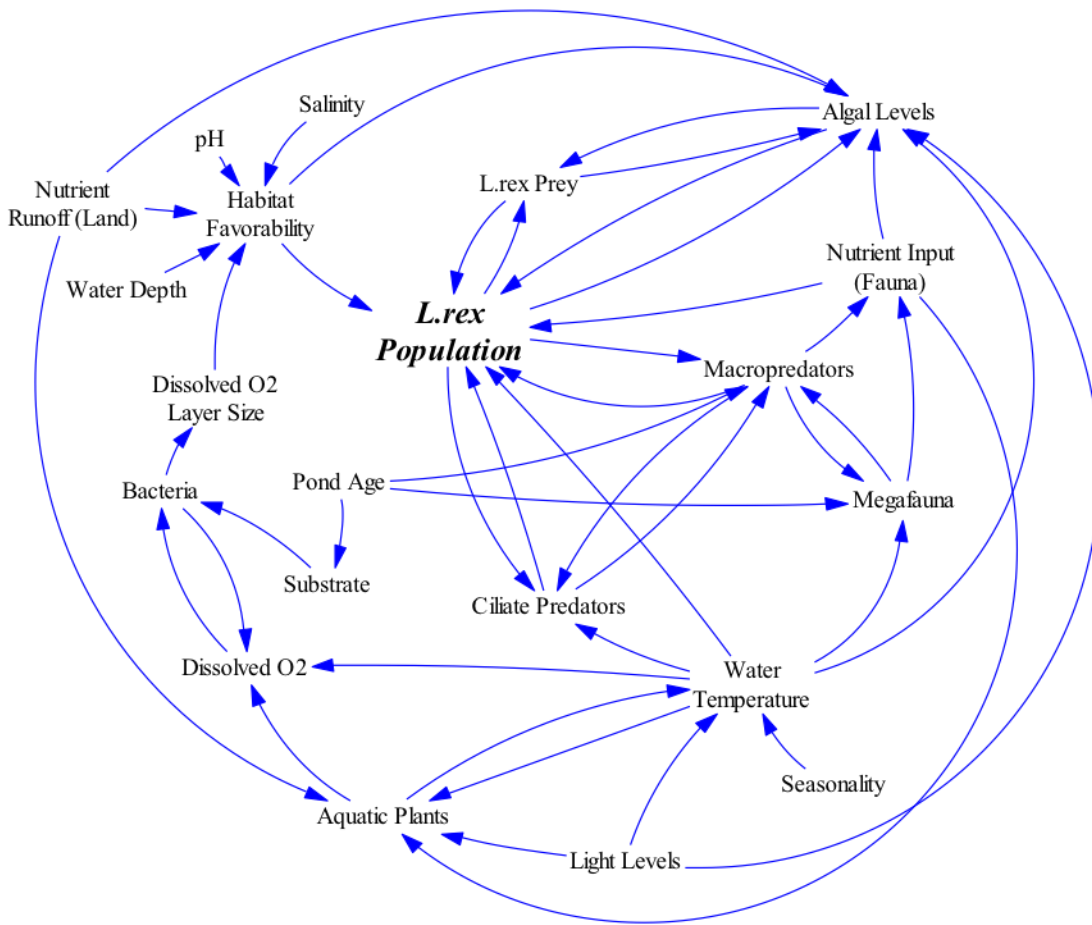 Salinity
Algal Levels
pH
L.rex Prey
Nutrient
Runoff (Land)
Habitat
Favorability
Nutrient Input
(Fauna)
Water Depth
L.rex
Population
Macropredators
Dissolved O2
Layer Size
Bacteria
Pond Age
Megafauna
Substrate
Ciliate Predators
Dissolved O2
Water
Temperature
Seasonality
Aquatic Plants
Light Levels